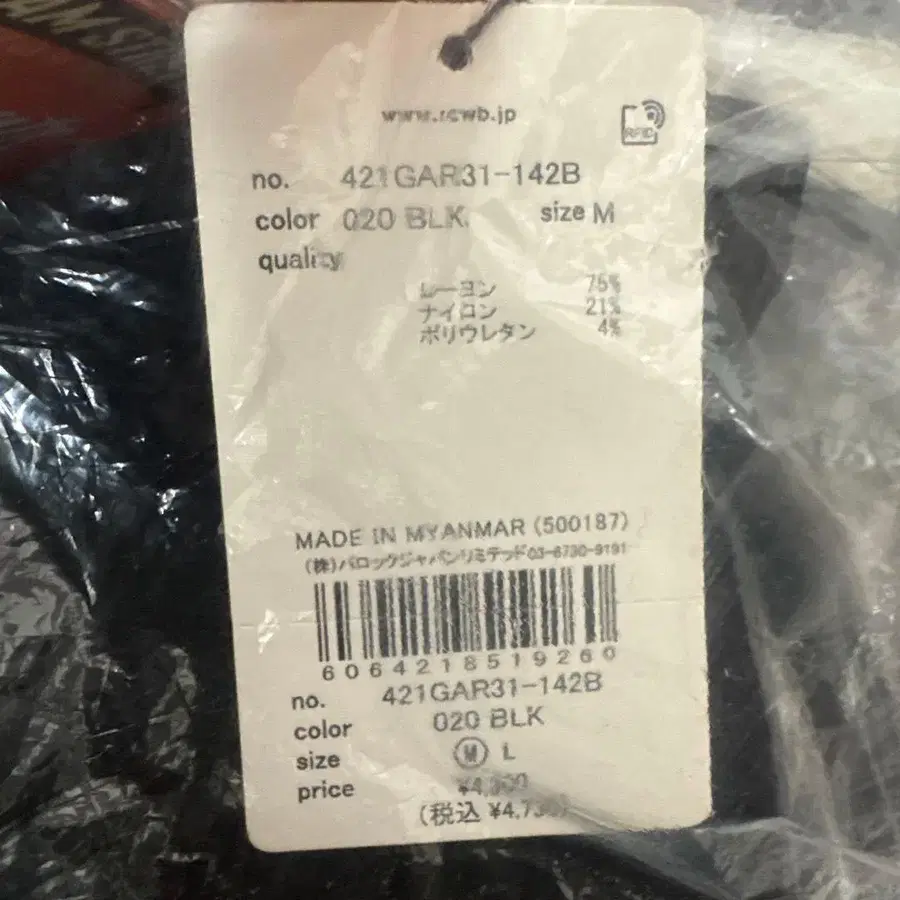 www.rcwb.jp
RFID
no. 421GAR31-142B
color 020 BLK. size M
quality
レーヨン 75%
ナイロン 21%
ポリウレタン 4%
MADE IN MYANMAR (500187)
(株)バロックジャパンリミテッド03-6730-9191
6064218519260
no. 421GAR31-142B
color 020 BLK
size Ⓜ L
price ¥4,300
(税込 ¥4,730)